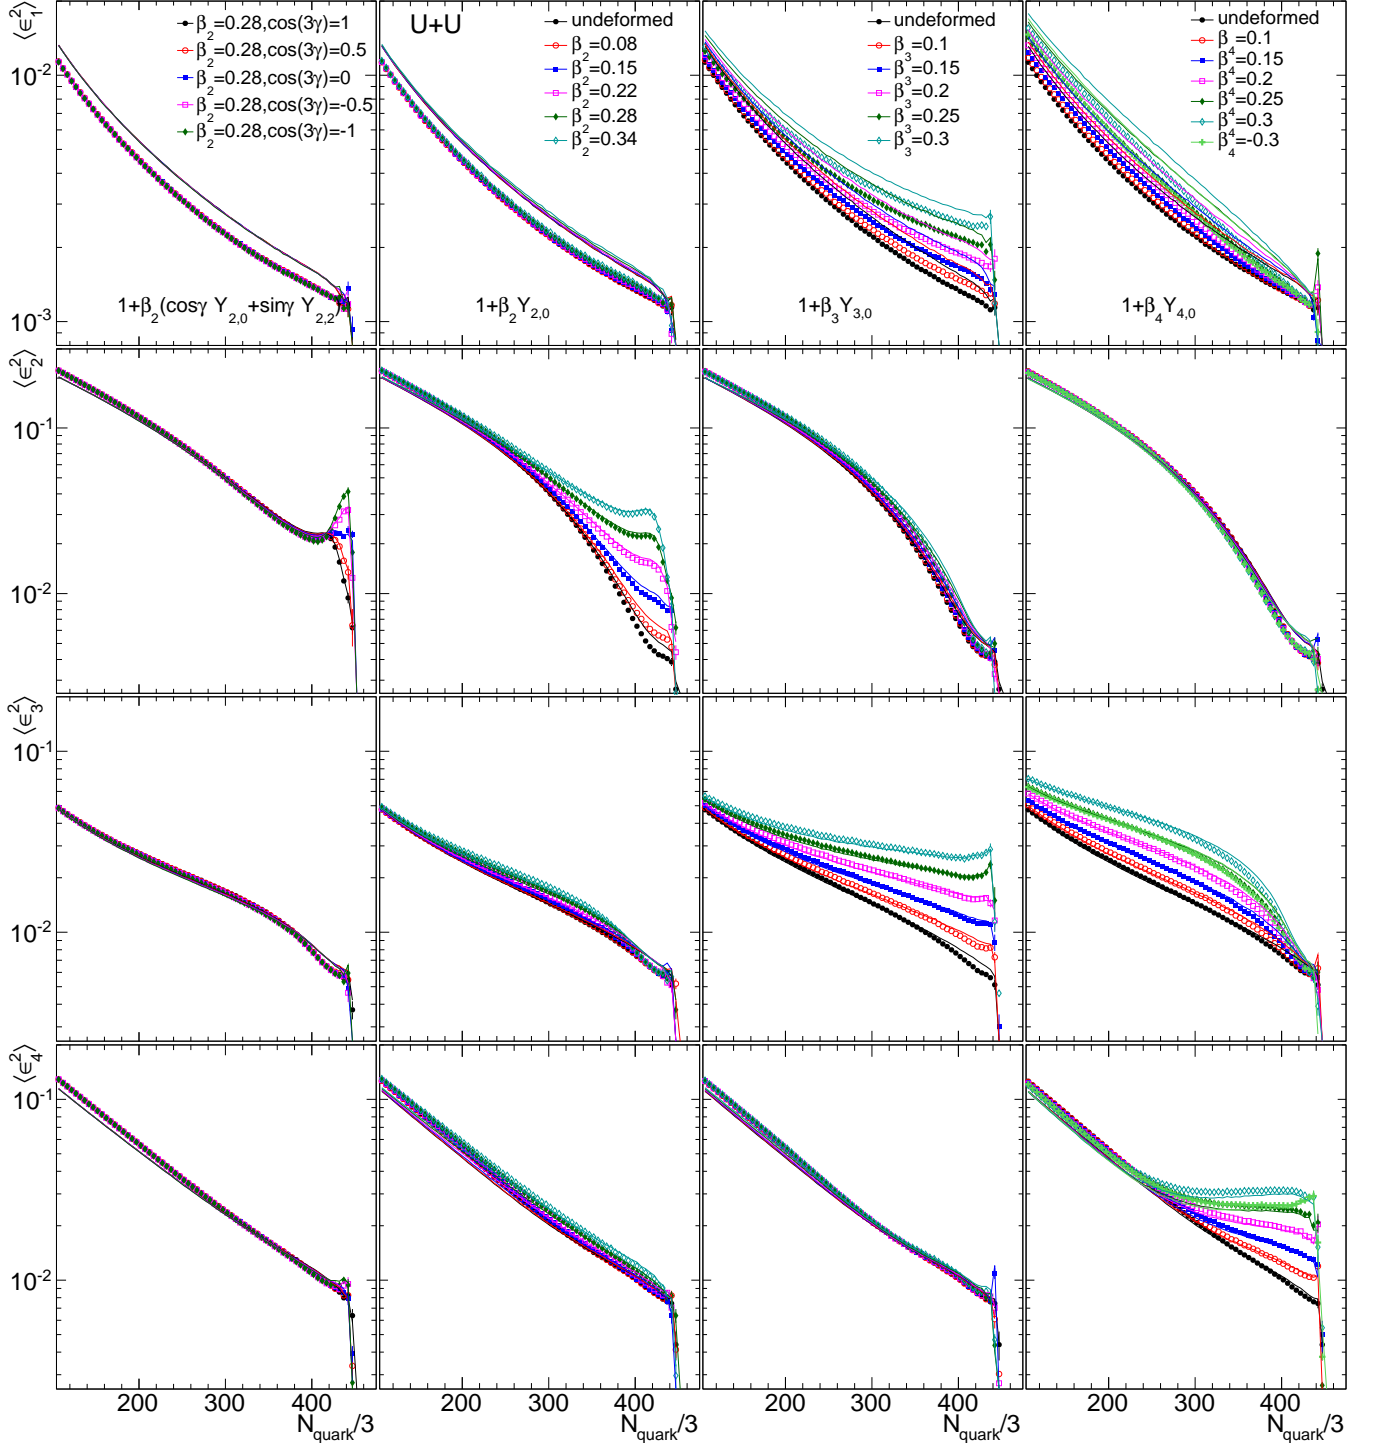 ⟨ε₁²⟩
10⁻²
10⁻³
β₂=0.28,cos(3γ)=1
β₂=0.28,cos(3γ)=0.5
β₂=0.28,cos(3γ)=0
β₂=0.28,cos(3γ)=-0.5
β₂=0.28,cos(3γ)=-1
1+β₂(cosγ Y₂,₀+sinγ Y₂,₂)
U+U
undeformed
β₂=0.08
β₂=0.15
β₂=0.22
β₂=0.28
β₂=0.34
1+β₂Y₂,₀
undeformed
β₃=0.1
β₃=0.15
β₃=0.2
β₃=0.25
β₃=0.3
1+β₃Y₃,₀
undeformed
β₄=0.1
β₄=0.15
β₄=0.2
β₄=0.25
β₄=0.3
β₄=-0.3
1+β₄Y₄,₀
⟨ε₂²⟩
10⁻¹
10⁻²
⟨ε₃²⟩
10⁻¹
10⁻²
⟨ε₄²⟩
10⁻¹
10⁻²
200 300 400 200 300 400 200 300 400 200 300 400
N_quark/3 N_quark/3 N_quark/3 N_quark/3